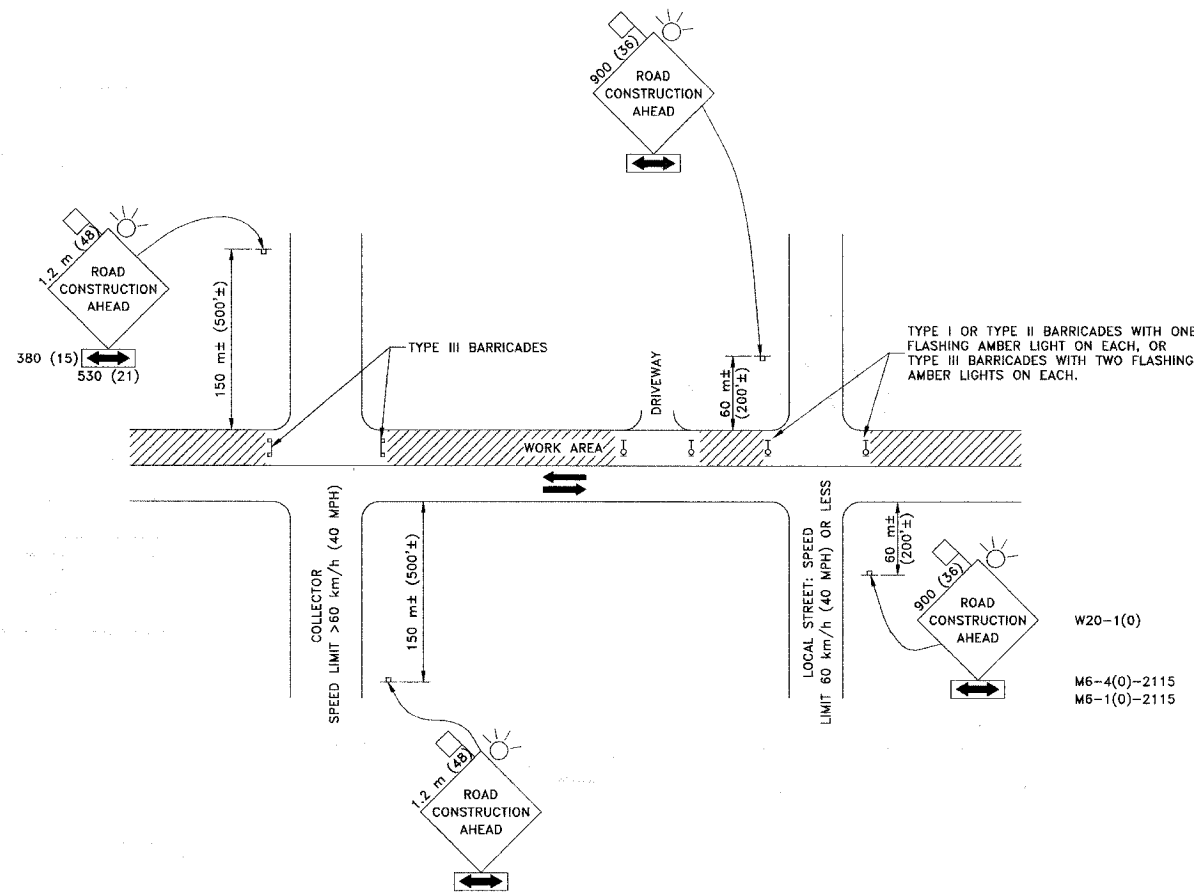 900 (36)
ROAD
CONSTRUCTION
AHEAD
1.2 m (48)
ROAD
CONSTRUCTION
AHEAD
380 (15)
530 (21)
150 m± (500'±)
TYPE III BARRICADES
DRIVEWAY
60 m±
(200'±)
TYPE I OR TYPE II BARRICADES WITH ONE
FLASHING AMBER LIGHT ON EACH, OR
TYPE III BARRICADES WITH TWO FLASHING
AMBER LIGHTS ON EACH.
WORK AREA
COLLECTOR
SPEED LIMIT >60 km/h (40 MPH)
150 m± (500'±)
LOCAL STREET: SPEED
LIMIT 60 km/h (40 MPH) OR LESS
60 m±
(200'±)
900 (36)
ROAD
CONSTRUCTION
AHEAD
W20-1(0)
M6-4(0)-2115
M6-1(0)-2115
1.2 m (48)
ROAD
CONSTRUCTION
AHEAD